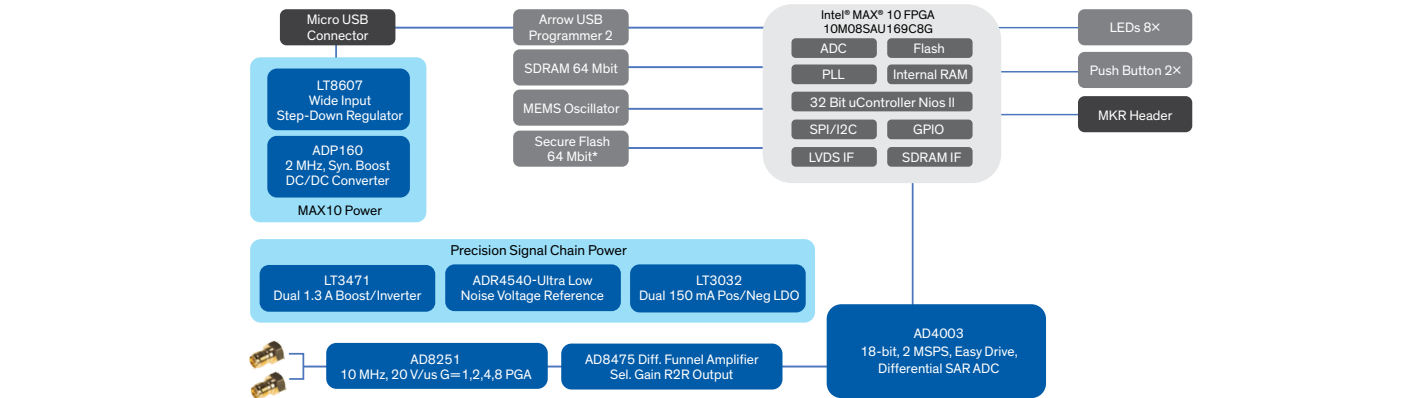 Micro USB
Connector
Arrow USB
Programmer 2
SDRAM 64 Mbit
MEMS Oscillator
Secure Flash
64 Mbit*
Intel® MAX® 10 FPGA
10M08SAU169C8G
ADC
Flash
PLL
Internal RAM
32 Bit uController Nios II
SPI/I2C
GPIO
LVDS IF
SDRAM IF
LEDs 8×
Push Button 2×
MKR Header
LT8607
Wide Input
Step-Down Regulator
ADP160
2 MHz, Syn. Boost
DC/DC Converter
MAX10 Power
Precision Signal Chain Power
LT3471
Dual 1.3 A Boost/Inverter
ADR4540-Ultra Low
Noise Voltage Reference
LT3032
Dual 150 mA Pos/Neg LDO
AD8251
10 MHz, 20 V/us G=1,2,4,8 PGA
AD8475 Diff. Funnel Amplifier
Sel. Gain R2R Output
AD4003
18-bit, 2 MSPS, Easy Drive,
Differential SAR ADC